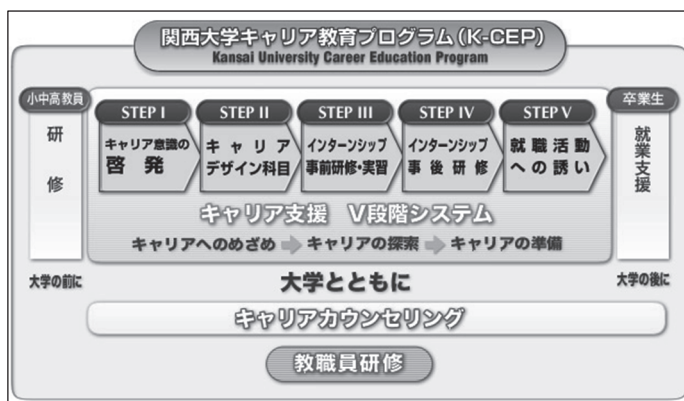 関西大学キャリア教育プログラム(K-CEP)
Kansai University Career Education Program
小中高教員
研修
大学の前に
STEP I
キャリア意識の
啓発
STEP II
キャリア
デザイン科目
STEP III
インターンシップ
事前研修・実習
STEP IV
インターンシップ
事後研修
STEP V
就職活動
への誘い
卒業生
就業支援
大学の後に
キャリア支援 V段階システム
キャリアへのめざめ キャリアの探索 キャリアの準備
大学とともに
キャリアカウンセリング
教職員研修